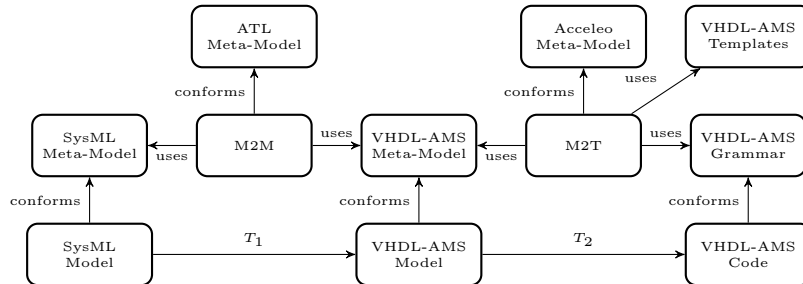 ATL
Meta-Model
Acceleo
Meta-Model
VHDL-AMS
Templates
conforms
conforms
uses
SysML
Meta-Model
uses
M2M
uses
VHDL-AMS
Meta-Model
uses
M2T
uses
VHDL-AMS
Grammar
conforms
conforms
conforms
SysML
Model
T1
VHDL-AMS
Model
T2
VHDL-AMS
Code